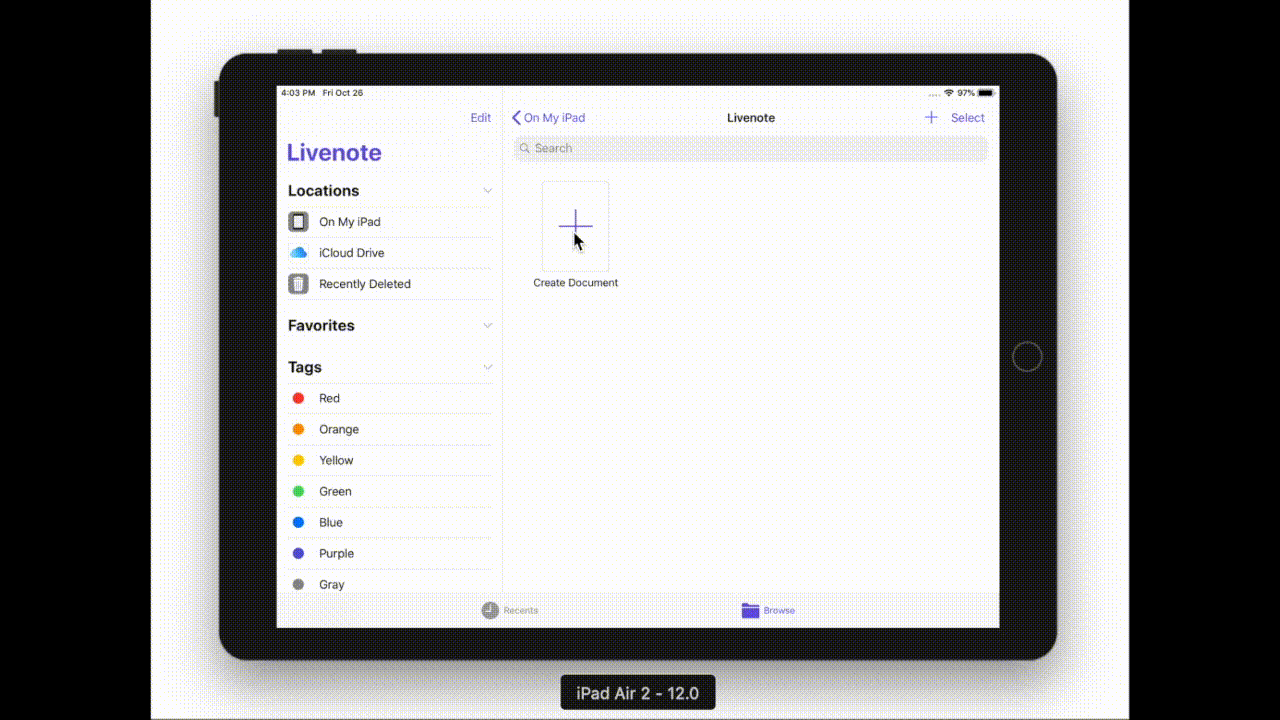 4:03 PM Fri Oct 26
97%
Edit
Livenote
Locations
On My iPad
iCloud Drive
Recently Deleted
Favorites
Tags
Red
Orange
Yellow
Green
Blue
Purple
Gray
On My iPad
Livenote
Select
Search
Create Document
Recents
Browse
iPad Air 2 - 12.0